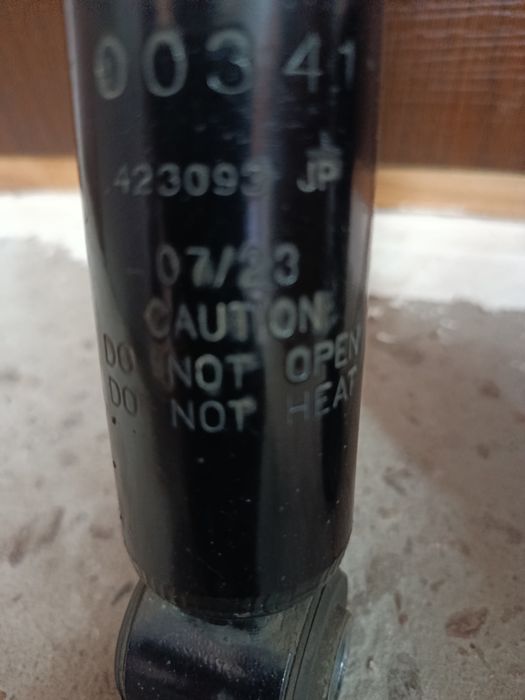 00341
423093 JP
07/23
CAUTION
DO NOT OPEN
DO NOT HEAT